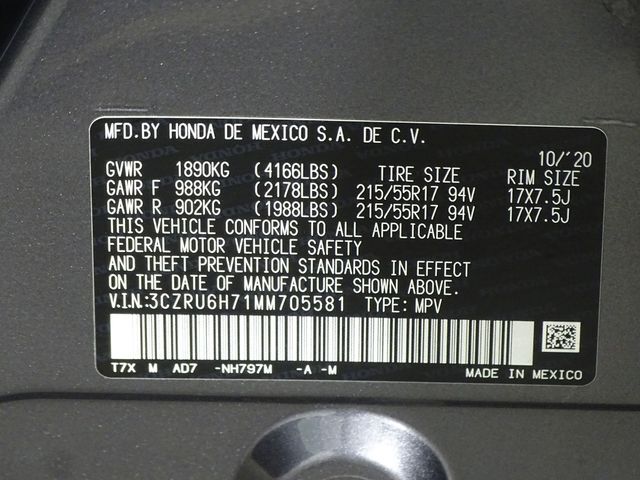 MFD.BY HONDA DE MEXICO S.A. DE C.V.
10/'20
GVWR 1890KG (4166LBS) TIRE SIZE RIM SIZE
GAWR F 988KG (2178LBS) 215/55R17 94V 17X7.5J
GAWR R 902KG (1988LBS) 215/55R17 94V 17X7.5J
THIS VEHICLE CONFORMS TO ALL APPLICABLE
FEDERAL MOTOR VEHICLE SAFETY
AND THEFT PREVENTION STANDARDS IN EFFECT
ON THE DATE OF MANUFACTURE SHOWN ABOVE.
V.I.N:3CZRU6H71MM705581 TYPE: MPV
T7X M AD7 -NH797M -A -M
MADE IN MEXICO